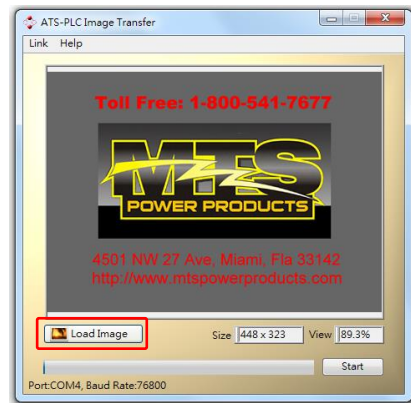 ATS-PLC Image Transfer
Link Help
Toll Free: 1-800-541-7677
MTS
POWER PRODUCTS
4501 NW 27 Ave, Miami, Fla 33142
http://www.mtspowerproducts.com
Load Image Size 448 x 323 View 89.3%
Start
Port:COM4, Baud Rate:76800